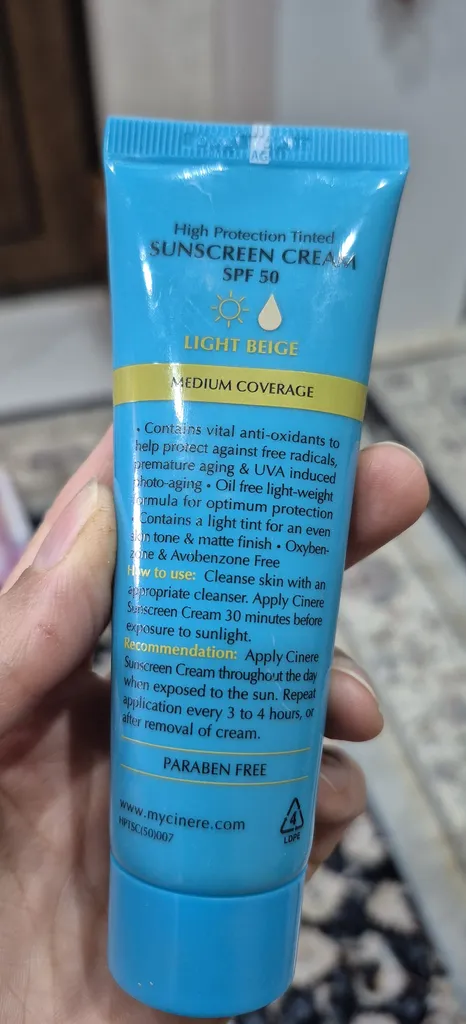 High Protection Tinted
SUNSCREEN CREAM
SPF 50
LIGHT BEIGE
MEDIUM COVERAGE
• Contains vital anti-oxidants to
help protect against free radicals,
premature aging & UVA induced
photo-aging • Oil free light-weight
formula for optimum protection
• Contains a light tint for an even
skin tone & matte finish • Oxyben-
zone & Avobenzone Free
How to use: Cleanse skin with an
appropriate cleanser. Apply Cinere
Sunscreen Cream 30 minutes before
exposure to sunlight.
Recommendation: Apply Cinere
Sunscreen Cream throughout the day
when exposed to the sun. Repeat
application every 3 to 4 hours, or
after removal of cream.
PARABEN FREE
www.mycinere.com
HPTSC(50)007
4
LDPE